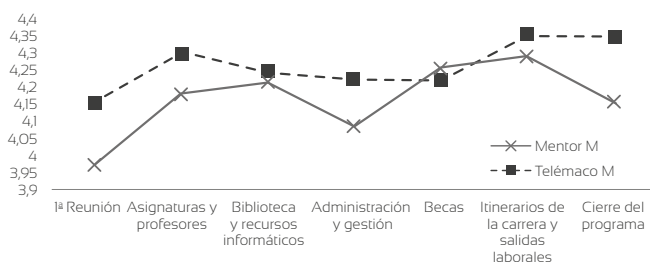 4,4
4,35
4,3
4,25
4,2
4,15
4,1
4,05
4
3,95
3,9
Mentor M
Telémaco M
1ª Reunión
Asignaturas y
profesores
Biblioteca
y recursos
informáticos
Administración
y gestión
Becas
Itinerarios de
la carrera y
salidas
laborales
Cierre del
programa